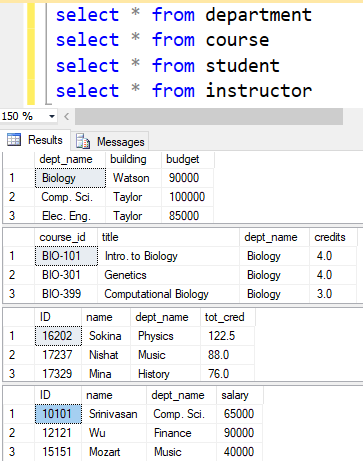 select * from department
select * from course
select * from student
select * from instructor
150 %
Results Messages
dept_name building budget
1 Biology Watson 90000
2 Comp. Sci. Taylor 100000
3 Elec. Eng. Taylor 85000
course_id title dept_name credits
1 BIO-101 Intro. to Biology Biology 4.0
2 BIO-301 Genetics Biology 4.0
3 BIO-399 Computational Biology Biology 3.0
ID name dept_name tot_cred
1 16202 Sokina Physics 122.5
2 17237 Nishat Music 88.0
3 17329 Mina History 76.0
ID name dept_name salary
1 10101 Srinivasan Comp. Sci. 65000
2 12121 Wu Finance 90000
3 15151 Mozart Music 40000